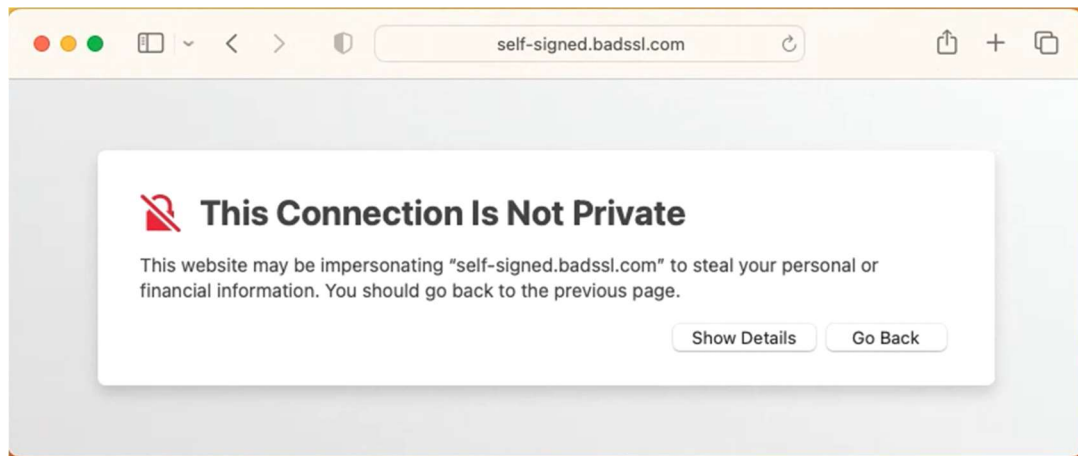 self-signed.badssl.com
This Connection Is Not Private
This website may be impersonating “self-signed.badssl.com” to steal your personal or
financial information. You should go back to the previous page.
Show Details Go Back